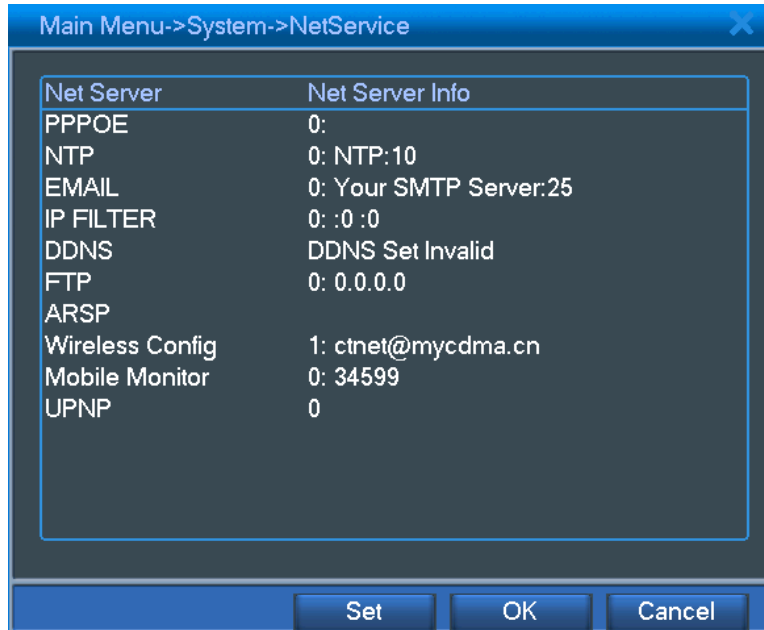 Main Menu->System->NetService
Net Server Net Server Info
PPPOE 0:
NTP 0: NTP:10
EMAIL 0: Your SMTP Server:25
IP FILTER 0: :0 :0
DDNS DDNS Set Invalid
FTP 0: 0.0.0.0
ARSP
Wireless Config 1: ctnet@mycdma.cn
Mobile Monitor 0: 34599
UPNP 0
Set OK Cancel